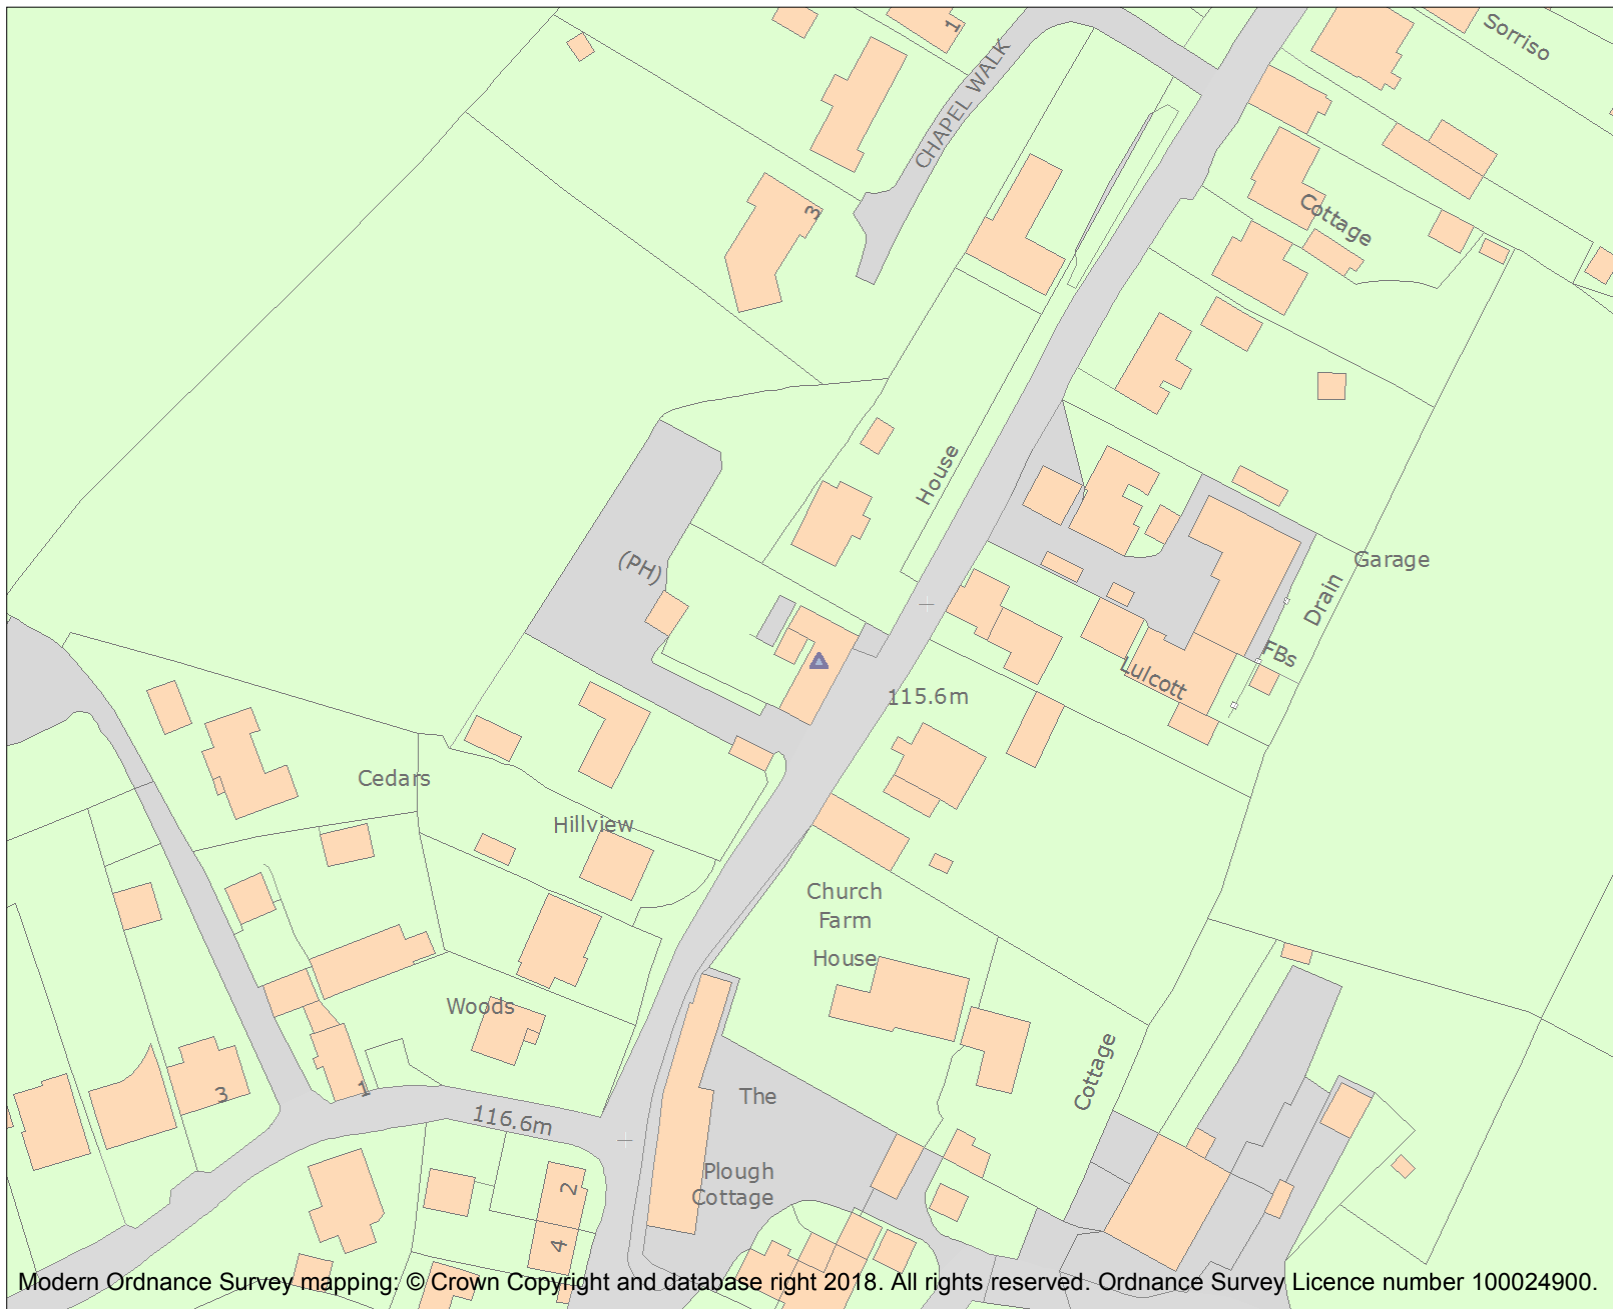 Sorriso
1
CHAPEL WALK
3
Cottage
House
(PH)
Garage
Drain
FBs
Lulcott
115.6m
Cedars
Hillview
Church
Farm
House
Woods
Cottage
3
1
The
116.6m
Plough
Cottage
2
4
Modern Ordnance Survey mapping: © Crown Copyright and database right 2018. All rights reserved. Ordnance Survey Licence number 100024900.